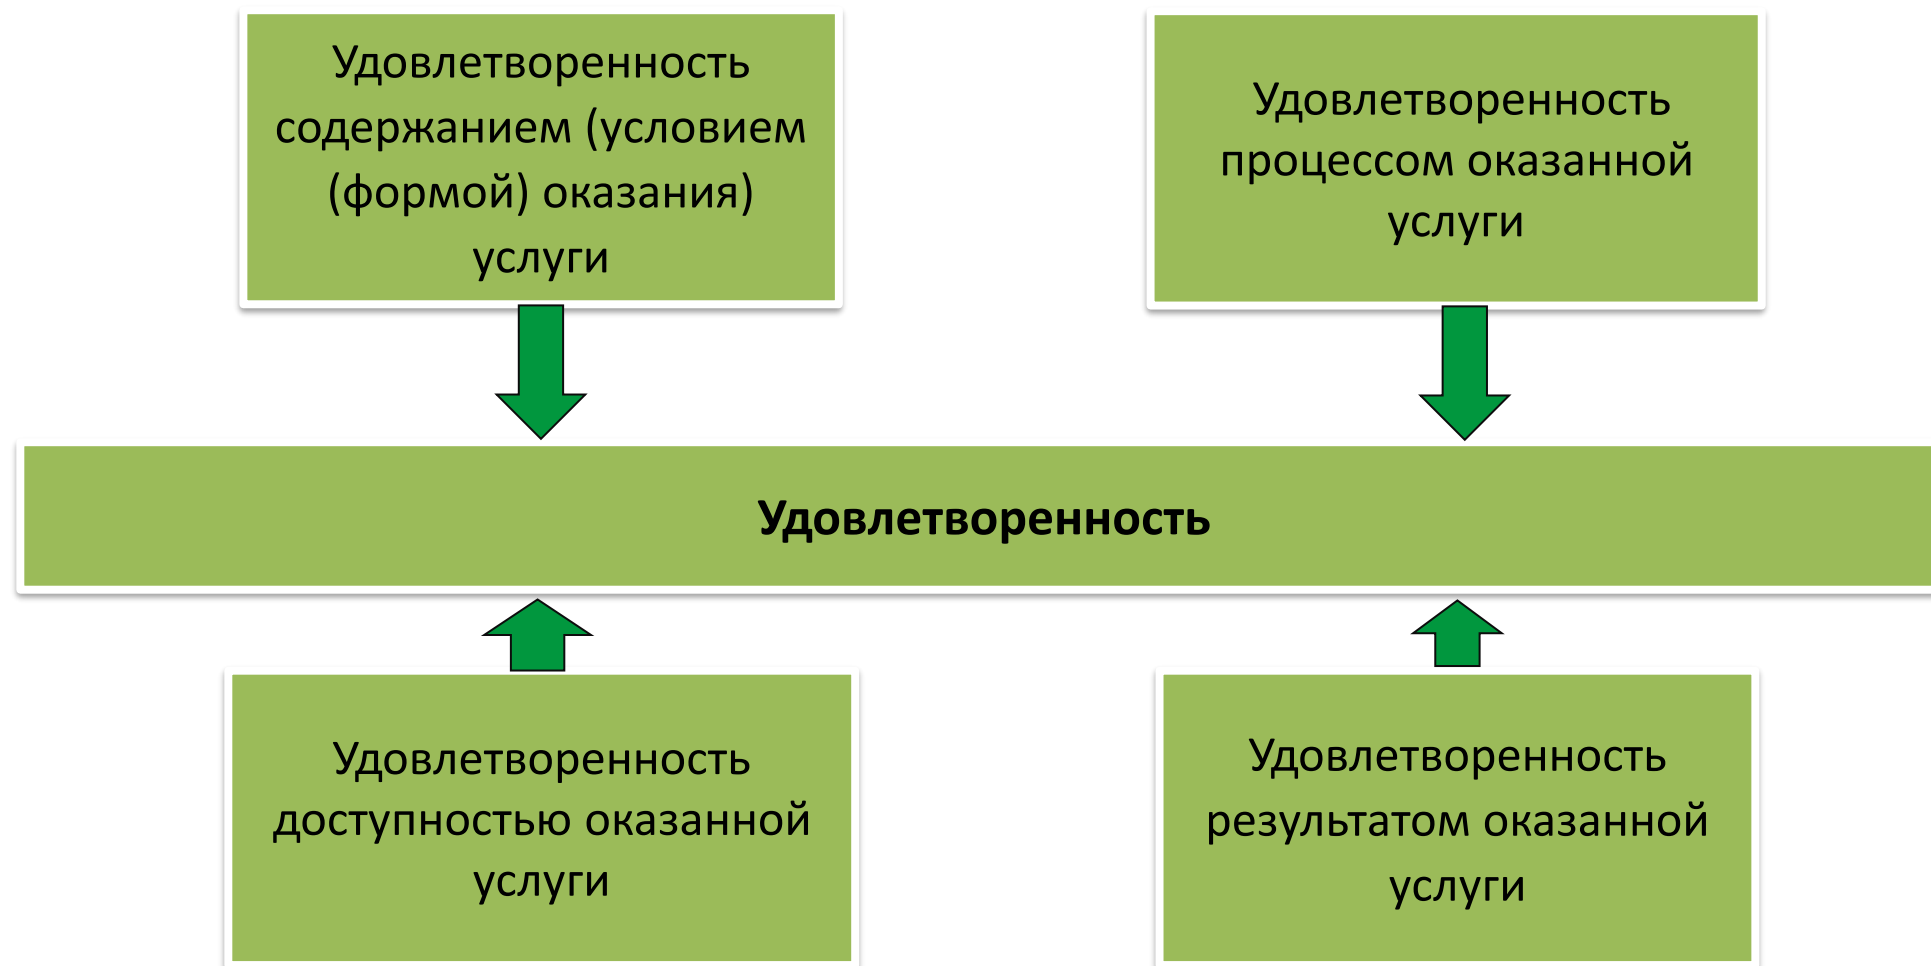 Удовлетворенность
содержанием (условием
(формой) оказания)
услуги
Удовлетворенность
процессом оказанной
услуги
Удовлетворенность
Удовлетворенность
доступностью оказанной
услуги
Удовлетворенность
результатом оказанной
услуги